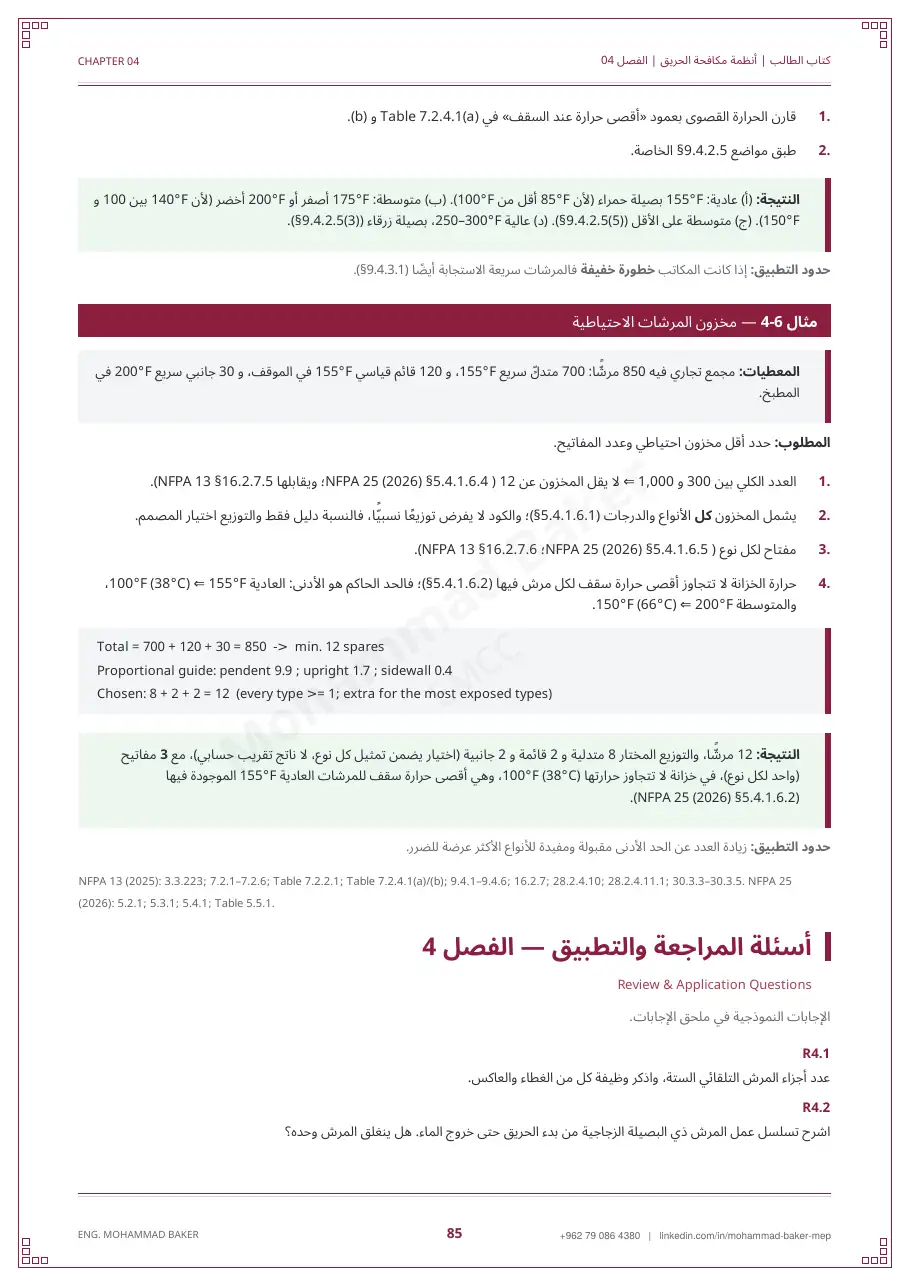 كتاب الطالب | أنظمة مكافحة الحريق | الفصل 04
CHAPTER 04
1. قارن الحرارة القصوى بعمود «أقصى حرارة عند السقف» في Table 7.2.4.1(a) و (b).
2. طبق مواضع §9.4.2.5 الخاصة.
النتيجة: (أ) عادية: 155°F بصيلة حمراء (لأن 85°F أقل من 100°F). (ب) متوسطة: 175°F أصفر أو 200°F أخضر (لأن 140°F بين 100 و
150°F). (ج) متوسطة على الأقل (§9.4.2.5(5)). (د) عالية 250–300°F، بصيلة زرقاء (§9.4.2.5(3)).
حدود التطبيق: إذا كانت المكاتب خطورة خفيفة فالمرشات سريعة الاستجابة أيضًا (§9.4.3.1).
مثال 6-4 — مخزون المرشات الاحتياطية
المعطيات: مجمع تجاري فيه 850 مرشًّا: 700 متدلّ سريع 155°F، و 120 قائم قياسي 155°F في الموقف، و 30 جانبي سريع 200°F في
المطبخ.
المطلوب: حدد أقل مخزون احتياطي وعدد المفاتيح.
1. العدد الكلي بين 300 و 1,000 ⇐ لا يقل المخزون عن 12 (NFPA 25 (2026) §5.4.1.6.4؛ ويقابلها NFPA 13 §16.2.7.5).
2. يشمل المخزون كل الأنواع والدرجات (§5.4.1.6.1)؛ والكود لا يفرض توزيعًا نسبيًّا، فالنسبة دليل فقط والتوزيع اختيار المصمم.
3. مفتاح لكل نوع (NFPA 25 (2026) §5.4.1.6.5؛ NFPA 13 §16.2.7.6).
4. حرارة الخزانة لا تتجاوز أقصى حرارة سقف لكل مرش فيها (§5.4.1.6.2)؛ فالحد الحاكم هو الأدنى: العادية 155°F ⇐ 100°F (38°C)،
والمتوسطة 200°F ⇐ 150°F (66°C).
Total = 700 + 120 + 30 = 850 -> min. 12 spares
Proportional guide: pendent 9.9 ; upright 1.7 ; sidewall 0.4
Chosen: 8 + 2 + 2 = 12 (every type >= 1; extra for the most exposed types)
النتيجة: 12 مرشًّا، والتوزيع المختار 8 متدلية و 2 قائمة و 2 جانبية (اختيار يضمن تمثيل كل نوع، لا ناتج تقريب حسابي)، مع 3 مفاتيح
(واحد لكل نوع)، في خزانة لا تتجاوز حرارتها 100°F (38°C)، وهي أقصى حرارة سقف للمرشات العادية 155°F الموجودة فيها
(NFPA 25 (2026) §5.4.1.6.2).
حدود التطبيق: زيادة العدد عن الحد الأدنى مقبولة ومفيدة للأنواع الأكثر عرضة للضرر.
NFPA 13 (2025): 3.3.223; 7.2.1–7.2.6; Table 7.2.2.1; Table 7.2.4.1(a)/(b); 9.4.1–9.4.6; 16.2.7; 28.2.4.10; 28.2.4.11.1; 30.3.3–30.3.5. NFPA 25
(2026): 5.2.1; 5.3.1; 5.4.1; Table 5.5.1.
أسئلة المراجعة والتطبيق — الفصل 4
Review & Application Questions
الإجابات النموذجية في ملحق الإجابات.
R4.1
عدد أجزاء المرش التلقائي الستة، واذكر وظيفة كل من الغطاء والعاكس.
R4.2
اشرح تسلسل عمل المرش ذي البصيلة الزجاجية من بدء الحريق حتى خروج الماء. هل ينغلق المرش وحده؟
Mohammad Baker
ENG. MOHAMMAD BAKER
85
+962 79 086 4380 | linkedin.com/in/mohammad-baker-mep